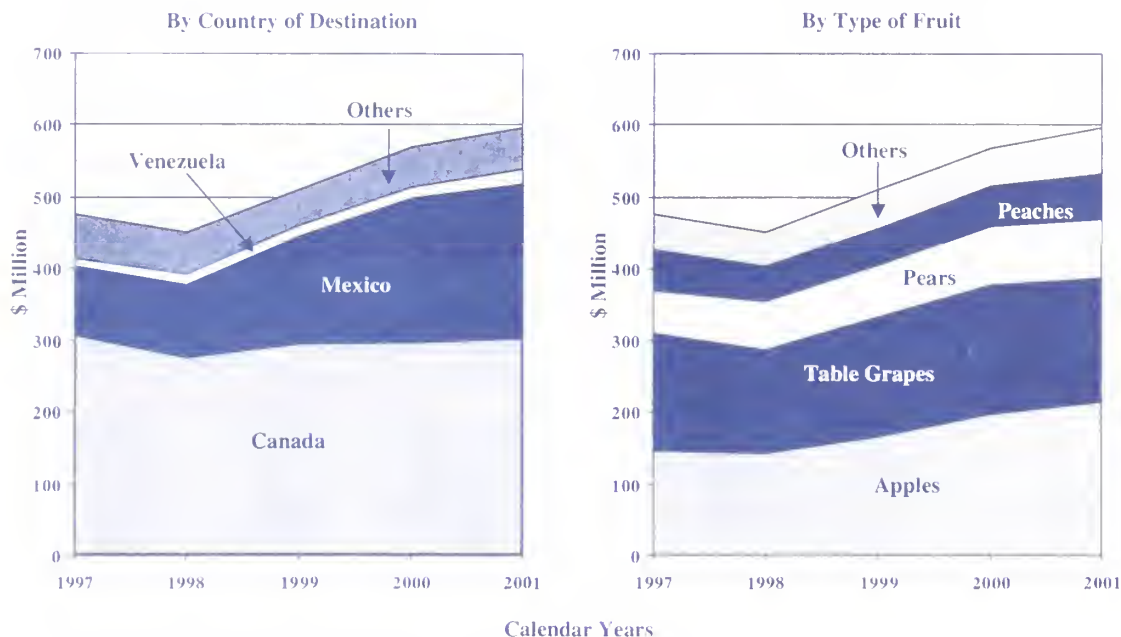 By Country of Destination
700
600
500
400
300
200
100
0
$ Million
Others
Venezuela
Mexico
Canada
1997 1998 1999 2000 2001
By Type of Fruit
700
600
500
400
300
200
100
0
$ Million
Others
Peaches
Pears
Table Grapes
Apples
1997 1998 1999 2000 2001
Calendar Years